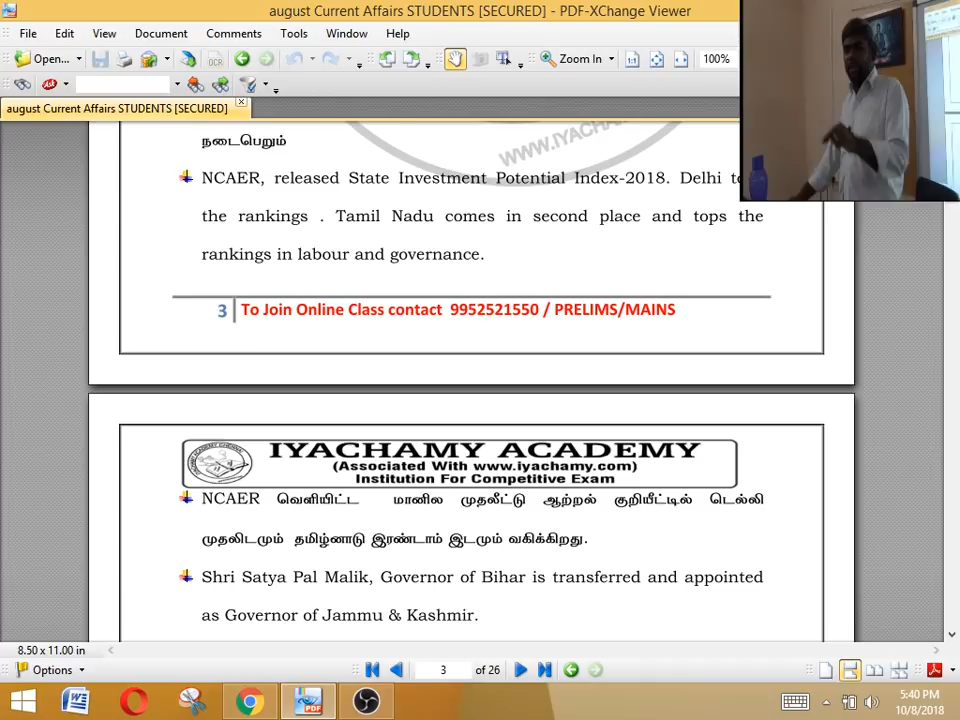 august Current Affairs STUDENTS [SECURED] - PDF-XChange Viewer
File Edit View Document Comments Tools Window Help
Open... OCR Zoom In 100%
august Current Affairs STUDENTS [SECURED]
நடைபெறும்
WWW.IYACHAM
NCAER, released State Investment Potential Index-2018. Delhi
the rankings . Tamil Nadu comes in second place and tops the
rankings in labour and governance.
3 To Join Online Class contact 9952521550 / PRELIMS/MAINS
IYACHAMY ACADEMY
(Associated With www.iyachamy.com)
Institution For Competitive Exam
NCAER வெளியிட்ட மானில முதலீட்டு ஆற்றல் குறியீட்டில் டெல்லி
முதலிடமும் தமிழ்னாடு இரண்டாம் இடமும் வகிக்கிறது.
Shri Satya Pal Malik, Governor of Bihar is transferred and appointed
as Governor of Jammu & Kashmir.
8.50 x 11.00 in
Options 3 of 26
5:40 PM
10/8/2018